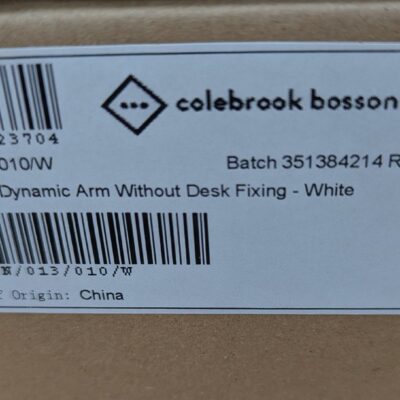 colebrook bosson
23704
010/W
Batch 351384214 R
Dynamic Arm Without Desk Fixing - White
N/013/010/W
f Origin: China